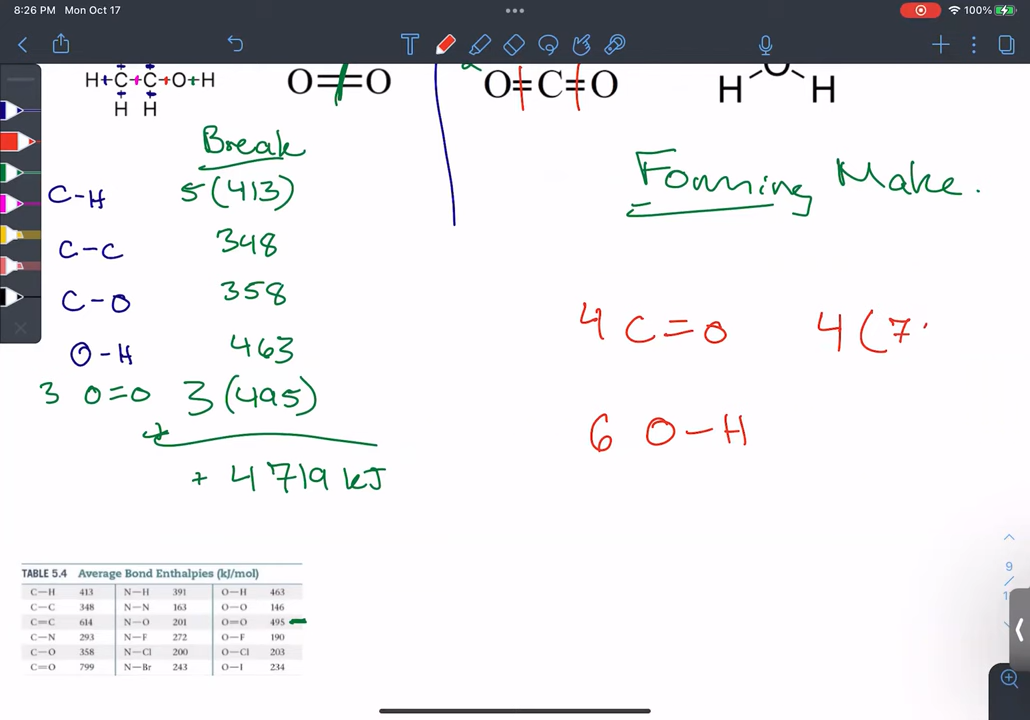 8:26 PM Mon Oct 17
100%
H C C O H
H H
O=O
O=C=O
O
H H
Break
Forming Make.
C-H 5(413)
C-C 348
C-O 358
O-H 463
3 O=O 3(495)
+
+ 4719 kJ
4 C=O 4(7
6 O-H
TABLE 5.4 Average Bond Enthalpies (kJ/mol)
C—H 413 N—H 391 O—H 463
C—C 348 N—N 163 O—O 146
C=C 614 N—O 201 O=O 495
C—N 293 N—F 272 O—F 190
C—O 358 N—Cl 200 O—Cl 203
C=O 799 N—Br 243 O—I 234
9
/